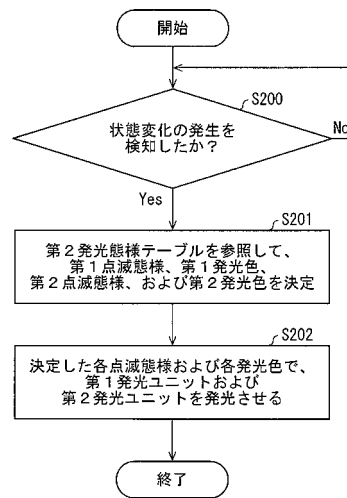 開始
S200
状態変化の発生を
検知したか？
No
Yes
S201
第２発光態様テーブルを参照して、
第１点滅態様、第１発光色、
第２点滅態様、および第２発光色を決定
S202
決定した各点滅態様および各発光色で、
第１発光ユニットおよび
第２発光ユニットを発光させる
終了